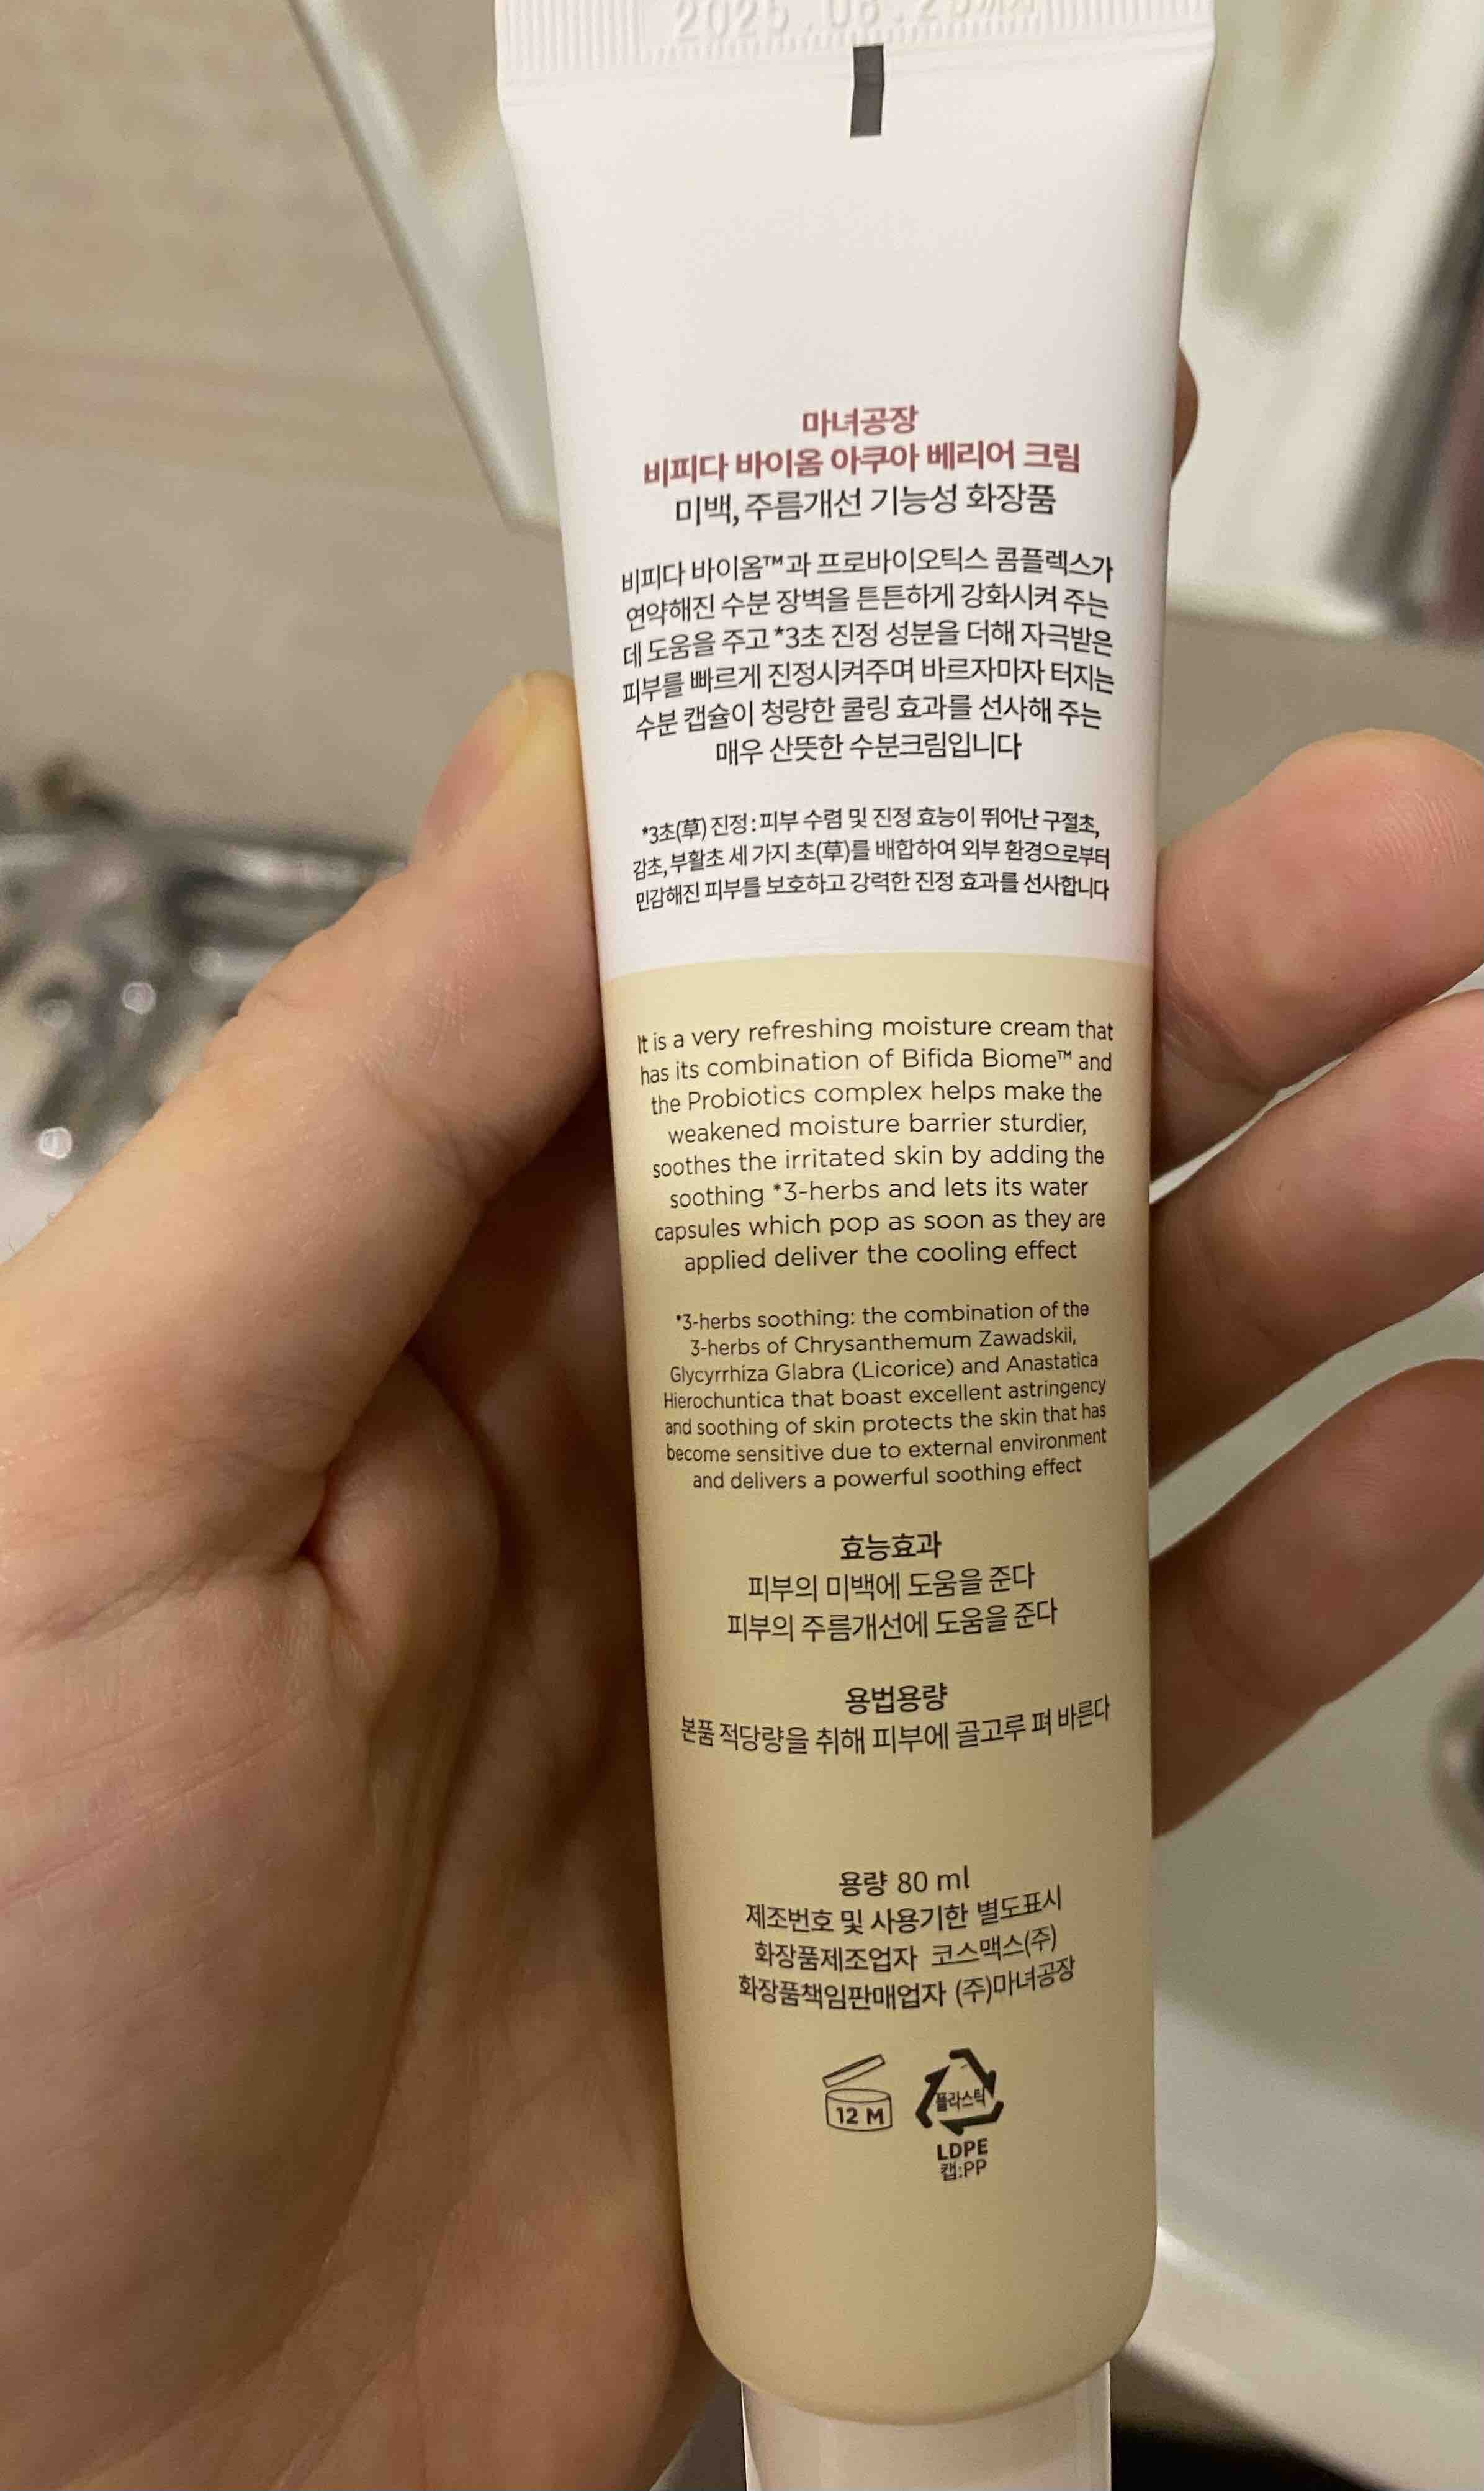 마녀공장
비피다 바이옴 아쿠아 베리어 크림
미백, 주름개선 기능성 화장품
비피다 바이옴™과 프로바이오틱스 콤플렉스가
연약해진 수분 장벽을 튼튼하게 강화시켜 주는
데 도움을 주고 *3초 진정 성분을 더해 자극받은
피부를 빠르게 진정시켜주며 바르자마자 터지는
수분 캡슐이 청량한 쿨링 효과를 선사해 주는
매우 산뜻한 수분크림입니다
*3초(草) 진정 : 피부 수렴 및 진정 효능이 뛰어난 구절초,
감초, 부활초 세 가지 초(草)를 배합하여 외부 환경으로부터
민감해진 피부를 보호하고 강력한 진정 효과를 선사합니다
It is a very refreshing moisture cream that
has its combination of Bifida Biome™ and
the Probiotics complex helps make the
weakened moisture barrier sturdier,
soothes the irritated skin by adding the
soothing *3-herbs and lets its water
capsules which pop as soon as they are
applied deliver the cooling effect
*3-herbs soothing: the combination of the
3-herbs of Chrysanthemum Zawadskii,
Glycyrrhiza Glabra (Licorice) and Anastatica
Hierochuntica that boast excellent astringency
and soothing of skin protects the skin that has
become sensitive due to external environment
and delivers a powerful soothing effect
효능효과
피부의 미백에 도움을 준다
피부의 주름개선에 도움을 준다
용법용량
본품 적당량을 취해 피부에 골고루 펴 바른다
용량 80 ml
제조번호 및 사용기한 별도표시
화장품제조업자 코스맥스(주)
화장품책임판매업자 (주)마녀공장
12 M
플라스틱
LDPE
캡:PP